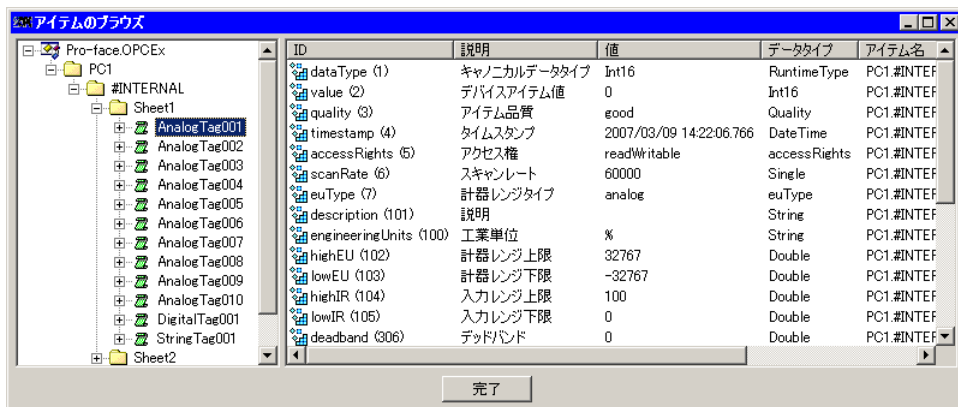 アイテムのブラウズ
Pro-face.OPCEx
PC1
#INTERNAL
Sheet1
AnalogTag001
AnalogTag002
AnalogTag003
AnalogTag004
AnalogTag005
AnalogTag006
AnalogTag007
AnalogTag008
AnalogTag009
AnalogTag010
DigitalTag001
StringTag001
Sheet2
ID 説明 値 データタイプ アイテム名
dataType (1) キャノニカルデータタイプ Int16 RuntimeType PC1.#INTEF
value (2) デバイスアイテム値 0 Int16 PC1.#INTEF
quality (3) アイテム品質 good Quality PC1.#INTEF
timestamp (4) タイムスタンプ 2007/03/09 14:22:06.766 DateTime PC1.#INTEF
accessRights (5) アクセス権 readWritable accessRights PC1.#INTEF
scanRate (6) スキャンレート 60000 Single PC1.#INTEF
euType (7) 計器レンジタイプ analog euType PC1.#INTEF
description (101) 説明 String PC1.#INTEF
engineeringUnits (100) 工業単位 % String PC1.#INTEF
highEU (102) 計器レンジ上限 32767 Double PC1.#INTEF
lowEU (103) 計器レンジ下限 -32767 Double PC1.#INTEF
highIR (104) 入力レンジ上限 100 Double PC1.#INTEF
lowIR (105) 入力レンジ下限 0 Double PC1.#INTEF
deadband (306) デッドバンド 0 Double PC1.#INTEF
完了